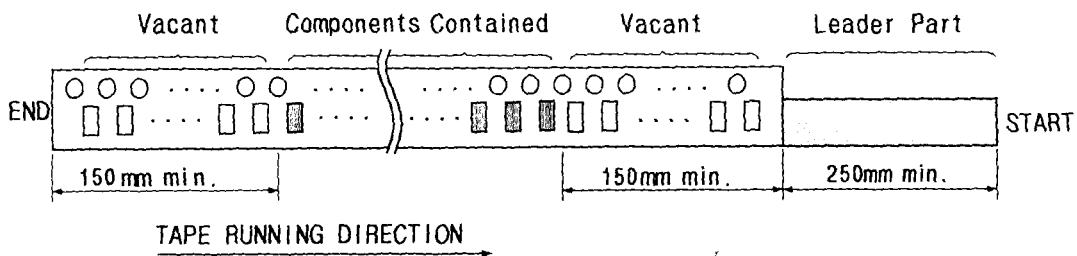 Vacant Components Contained Vacant Leader Part
END START
150mm min. 150mm min. 250mm min.
TAPE RUNNING DIRECTION